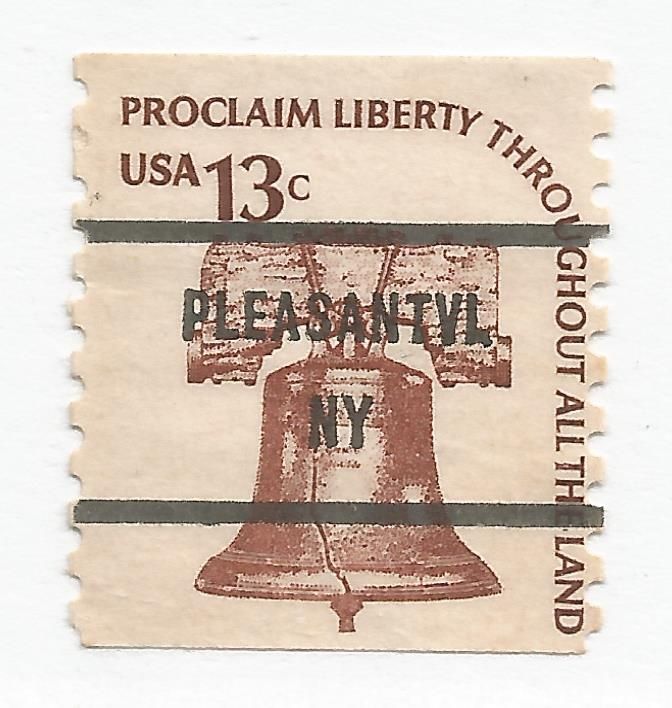 PROCLAIM LIBERTY THROUGHOUT ALL THE LAND
USA 13c
PLEASANTVL
NY